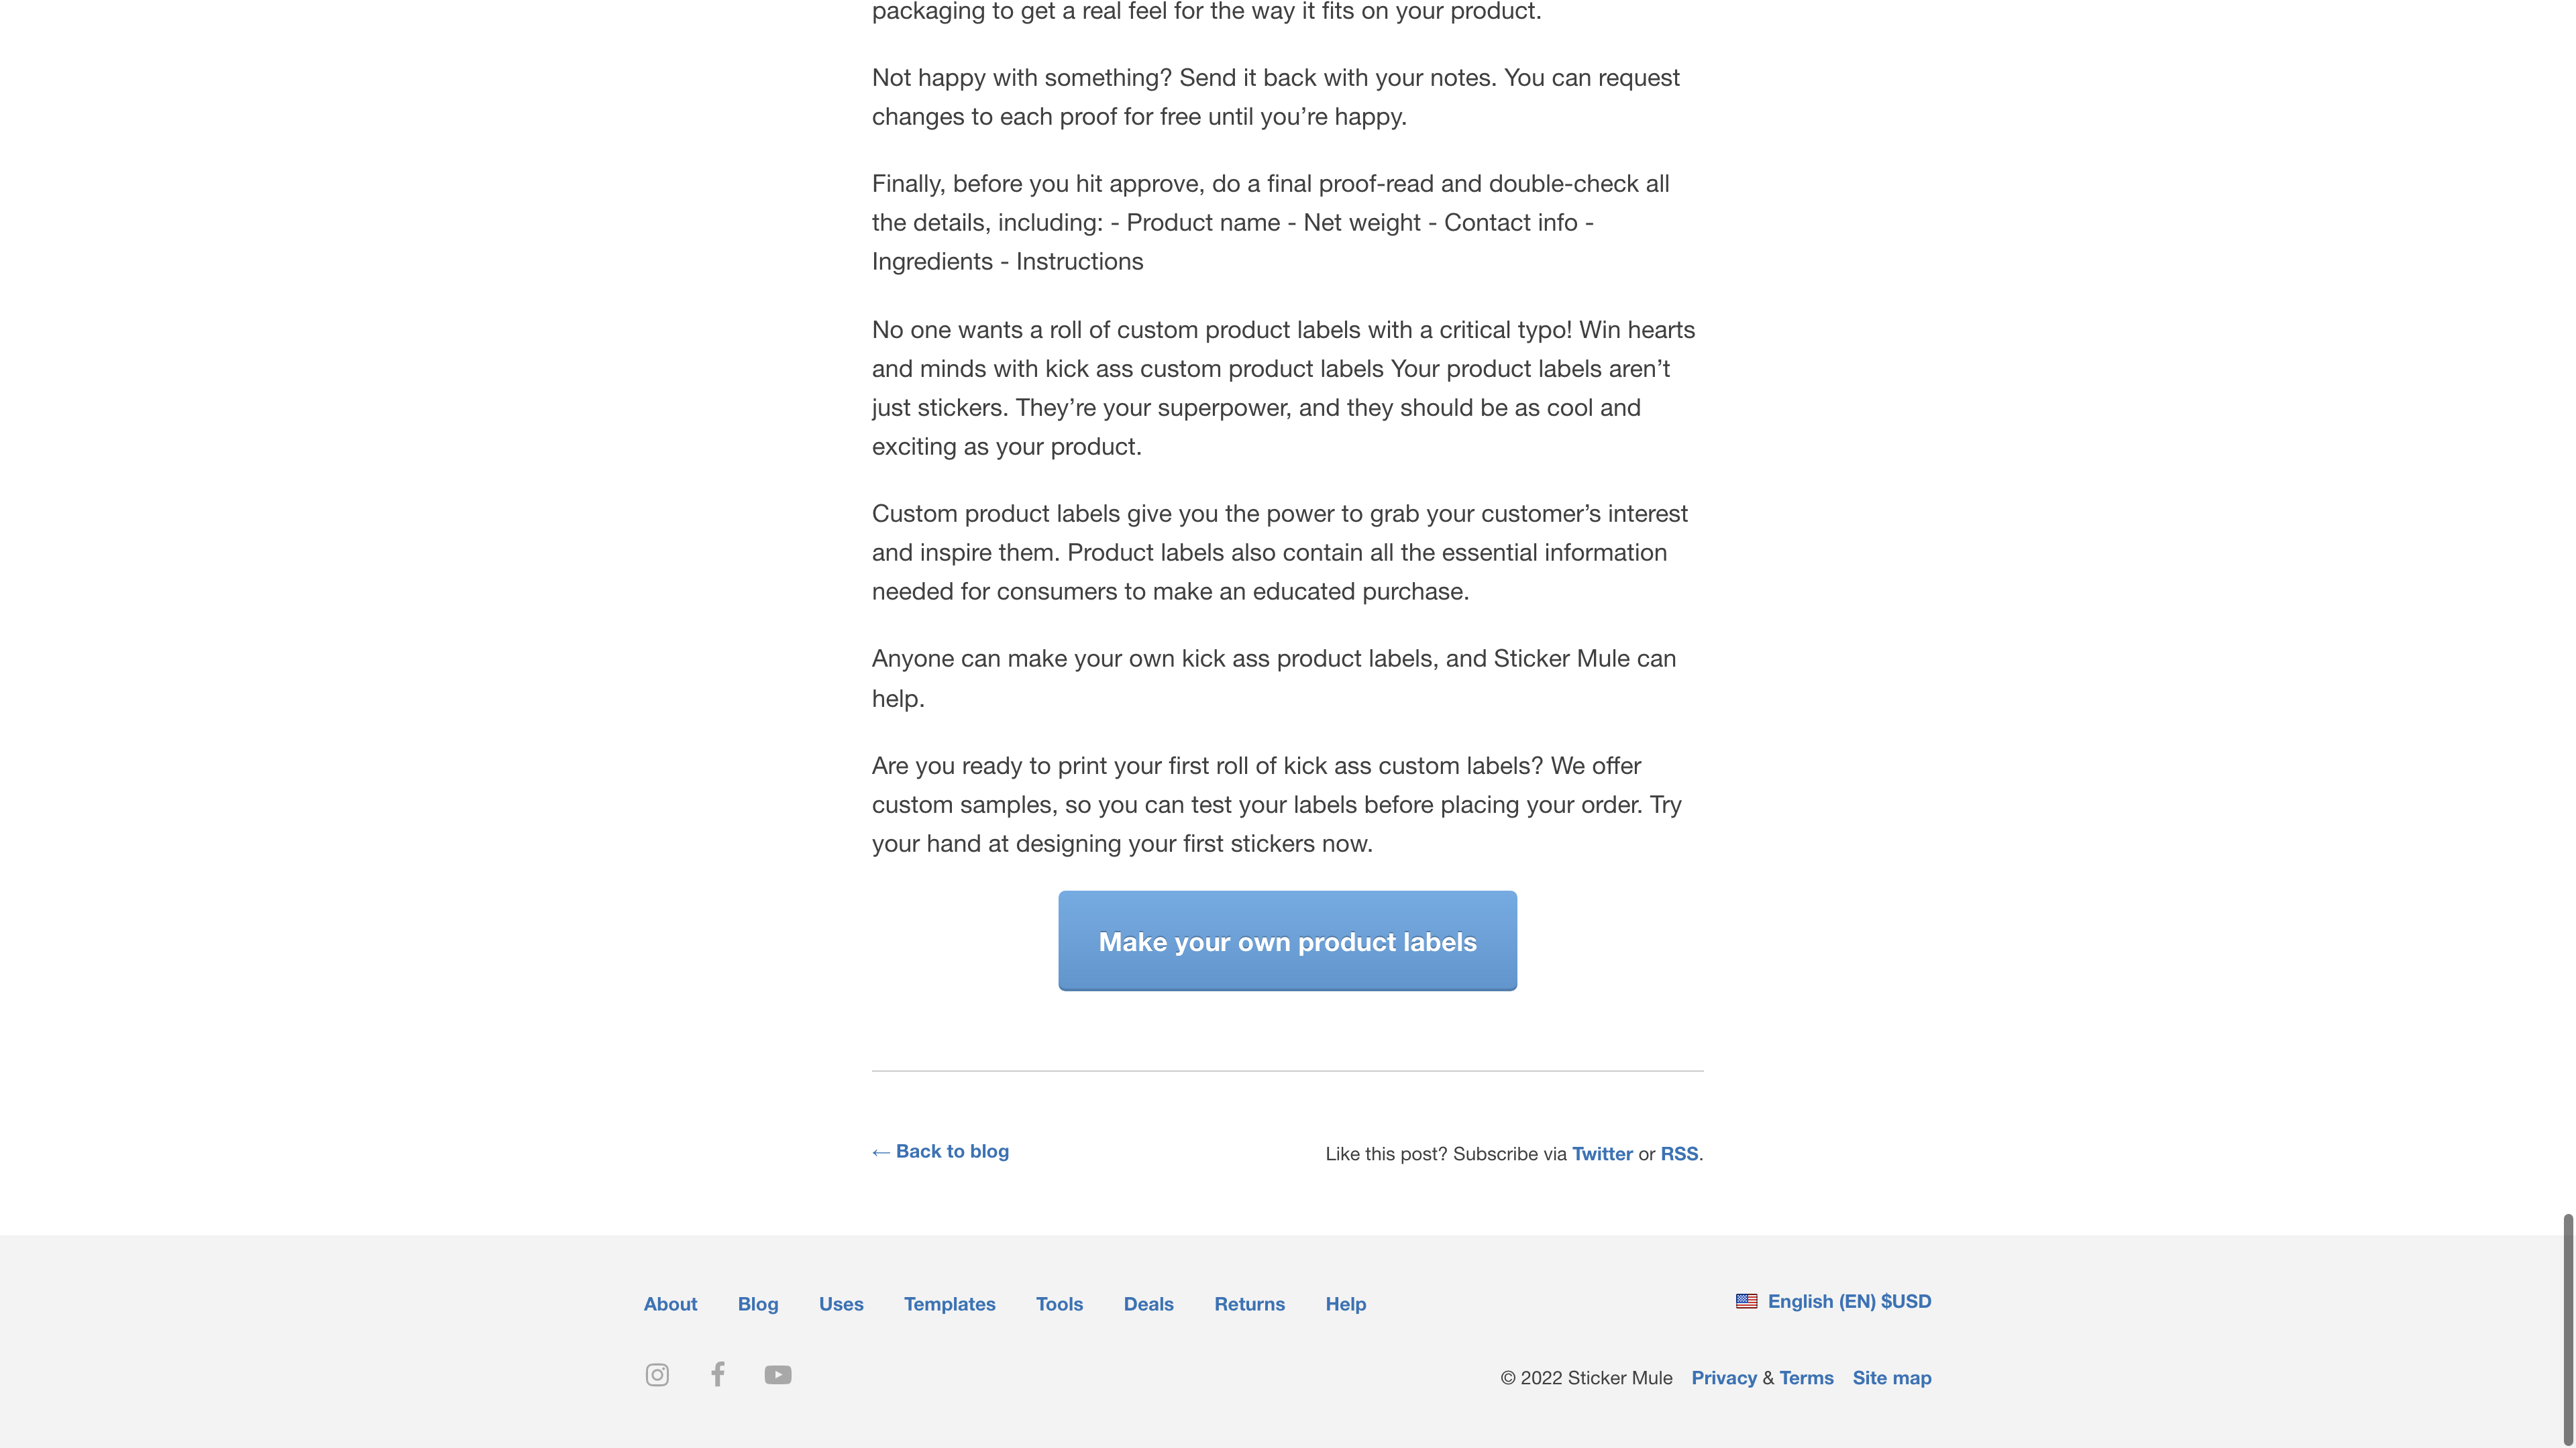 packaging to get a real feel for the way it fits on your product.
Not happy with something? Send it back with your notes. You can request
changes to each proof for free until you’re happy.
Finally, before you hit approve, do a final proof-read and double-check all
the details, including: - Product name - Net weight - Contact info -
Ingredients - Instructions
No one wants a roll of custom product labels with a critical typo! Win hearts
and minds with kick ass custom product labels Your product labels aren’t
just stickers. They’re your superpower, and they should be as cool and
exciting as your product.
Custom product labels give you the power to grab your customer’s interest
and inspire them. Product labels also contain all the essential information
needed for consumers to make an educated purchase.
Anyone can make your own kick ass product labels, and Sticker Mule can
help.
Are you ready to print your first roll of kick ass custom labels? We offer
custom samples, so you can test your labels before placing your order. Try
your hand at designing your first stickers now.
Make your own product labels
← Back to blog
Like this post? Subscribe via Twitter or RSS.
About Blog Uses Templates Tools Deals Returns Help
English (EN) $USD
© 2022 Sticker Mule Privacy & Terms Site map